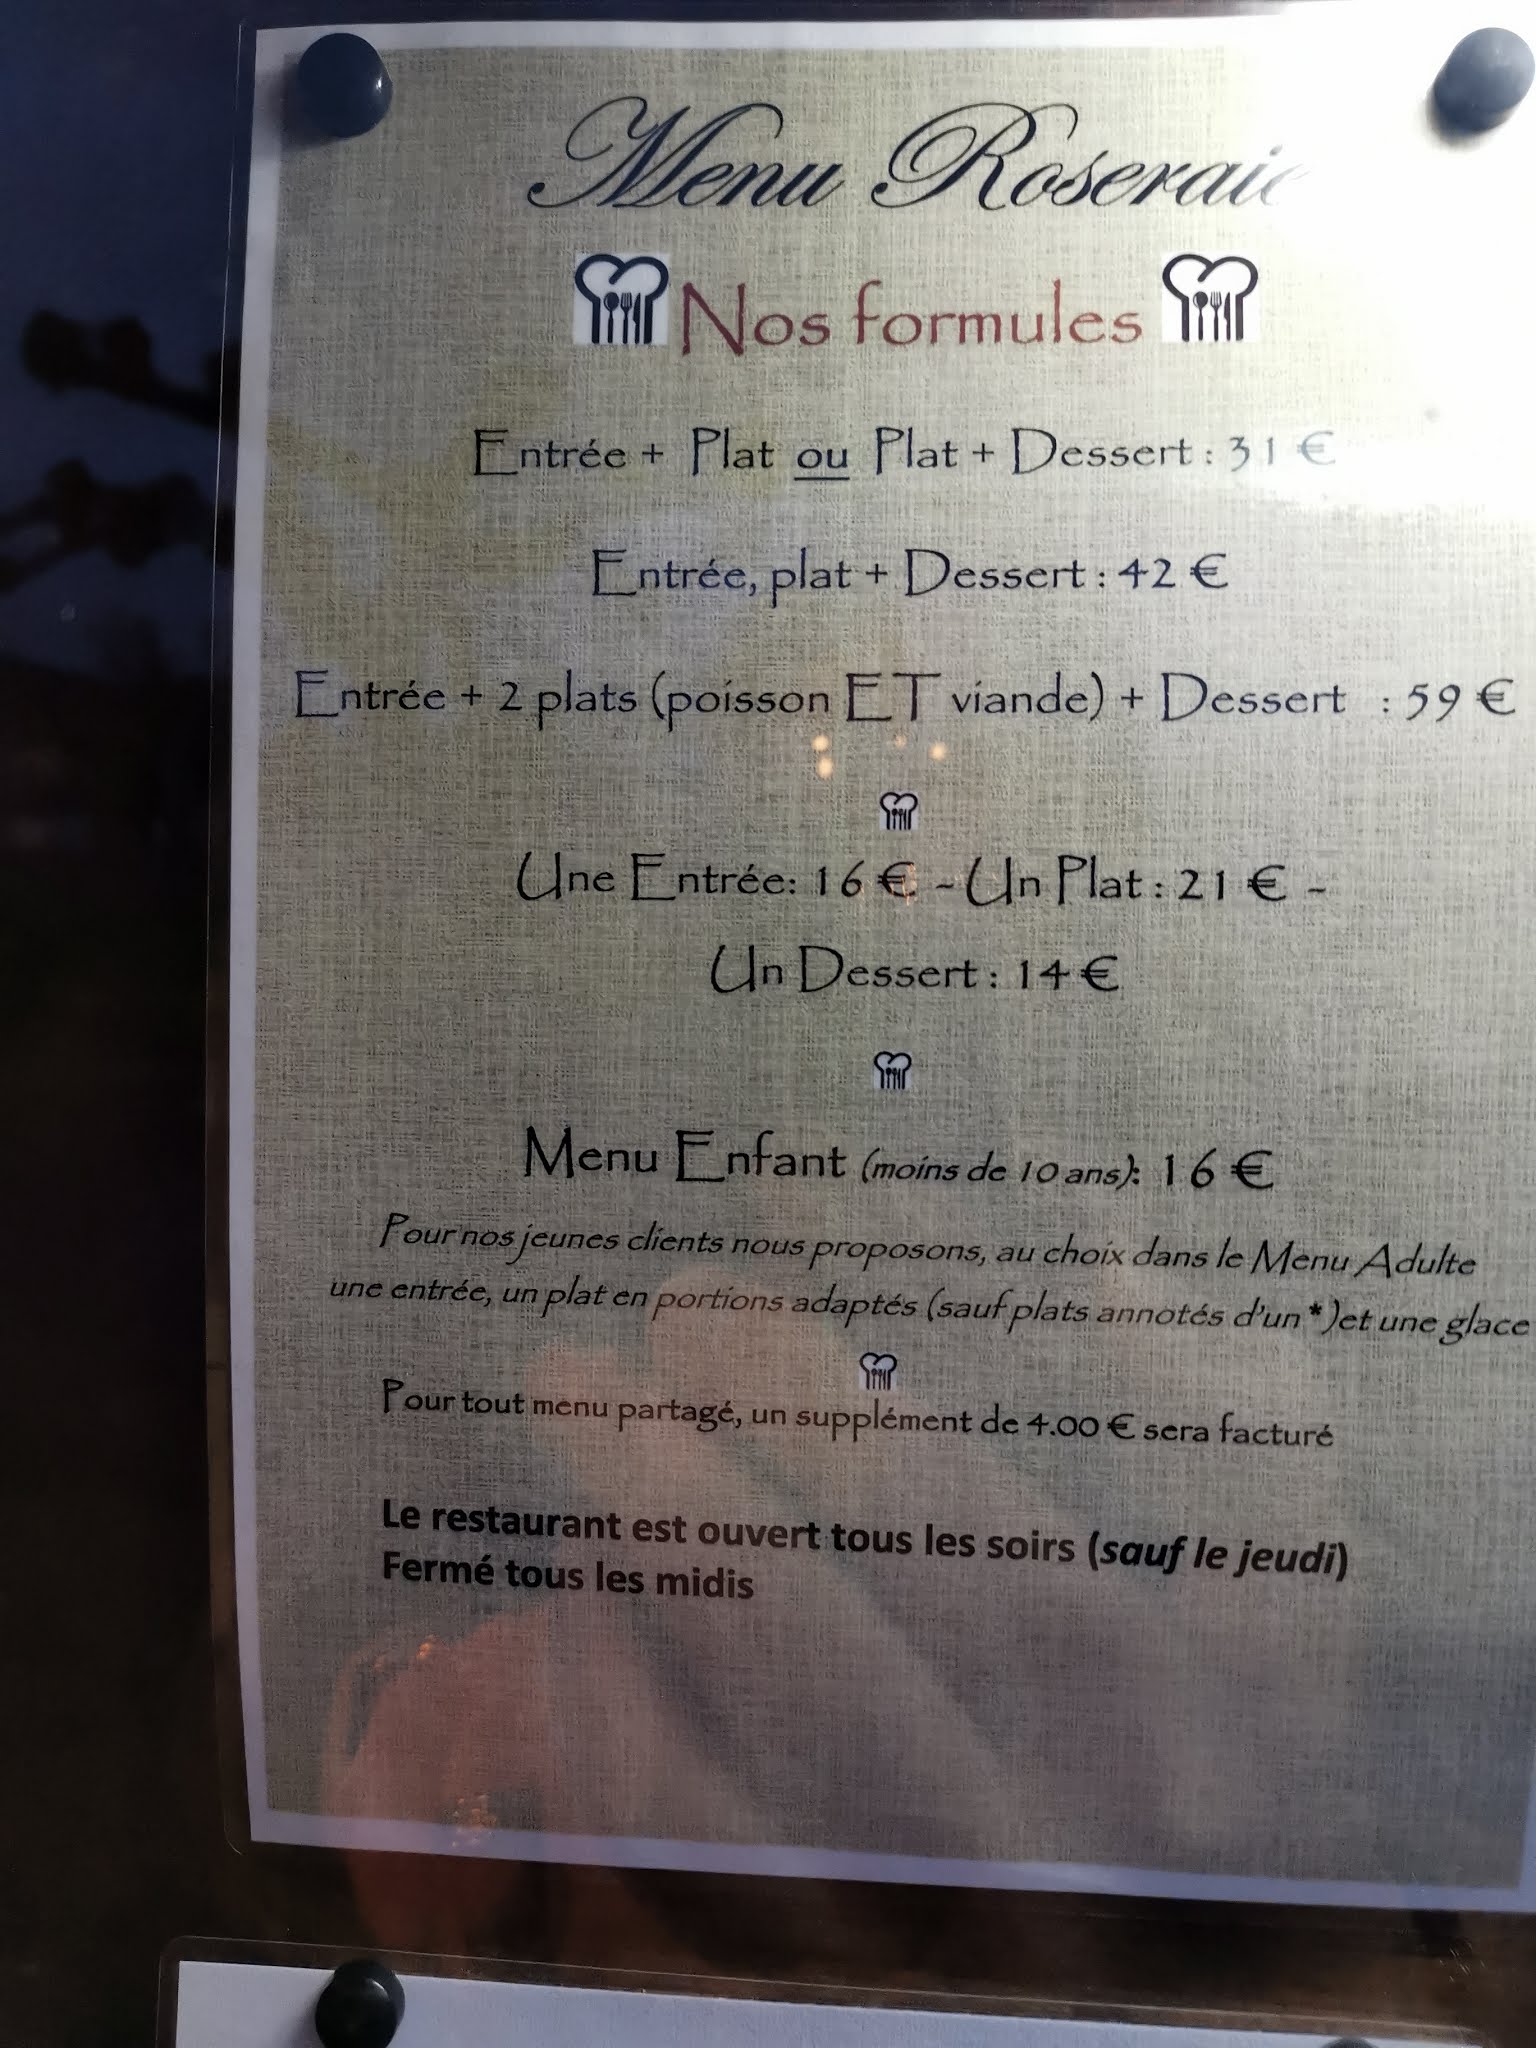 Menu Roseraie
Nos formules
Entrée + Plat ou Plat + Dessert : 31 €
Entrée, plat + Dessert : 42 €
Entrée + 2 plats (poisson ET viande) + Dessert : 59 €
Une Entrée: 16 € - Un Plat : 21 € -
Un Dessert : 14 €
Menu Enfant (moins de 10 ans): 16 €
Pour nos jeunes clients nous proposons, au choix dans le Menu Adulte
une entrée, un plat en portions adaptés (sauf plats annotés d'un * )et une glace
Pour tout menu partagé, un supplément de 4.00 € sera facturé
Le restaurant est ouvert tous les soirs (sauf le jeudi)
Fermé tous les midis